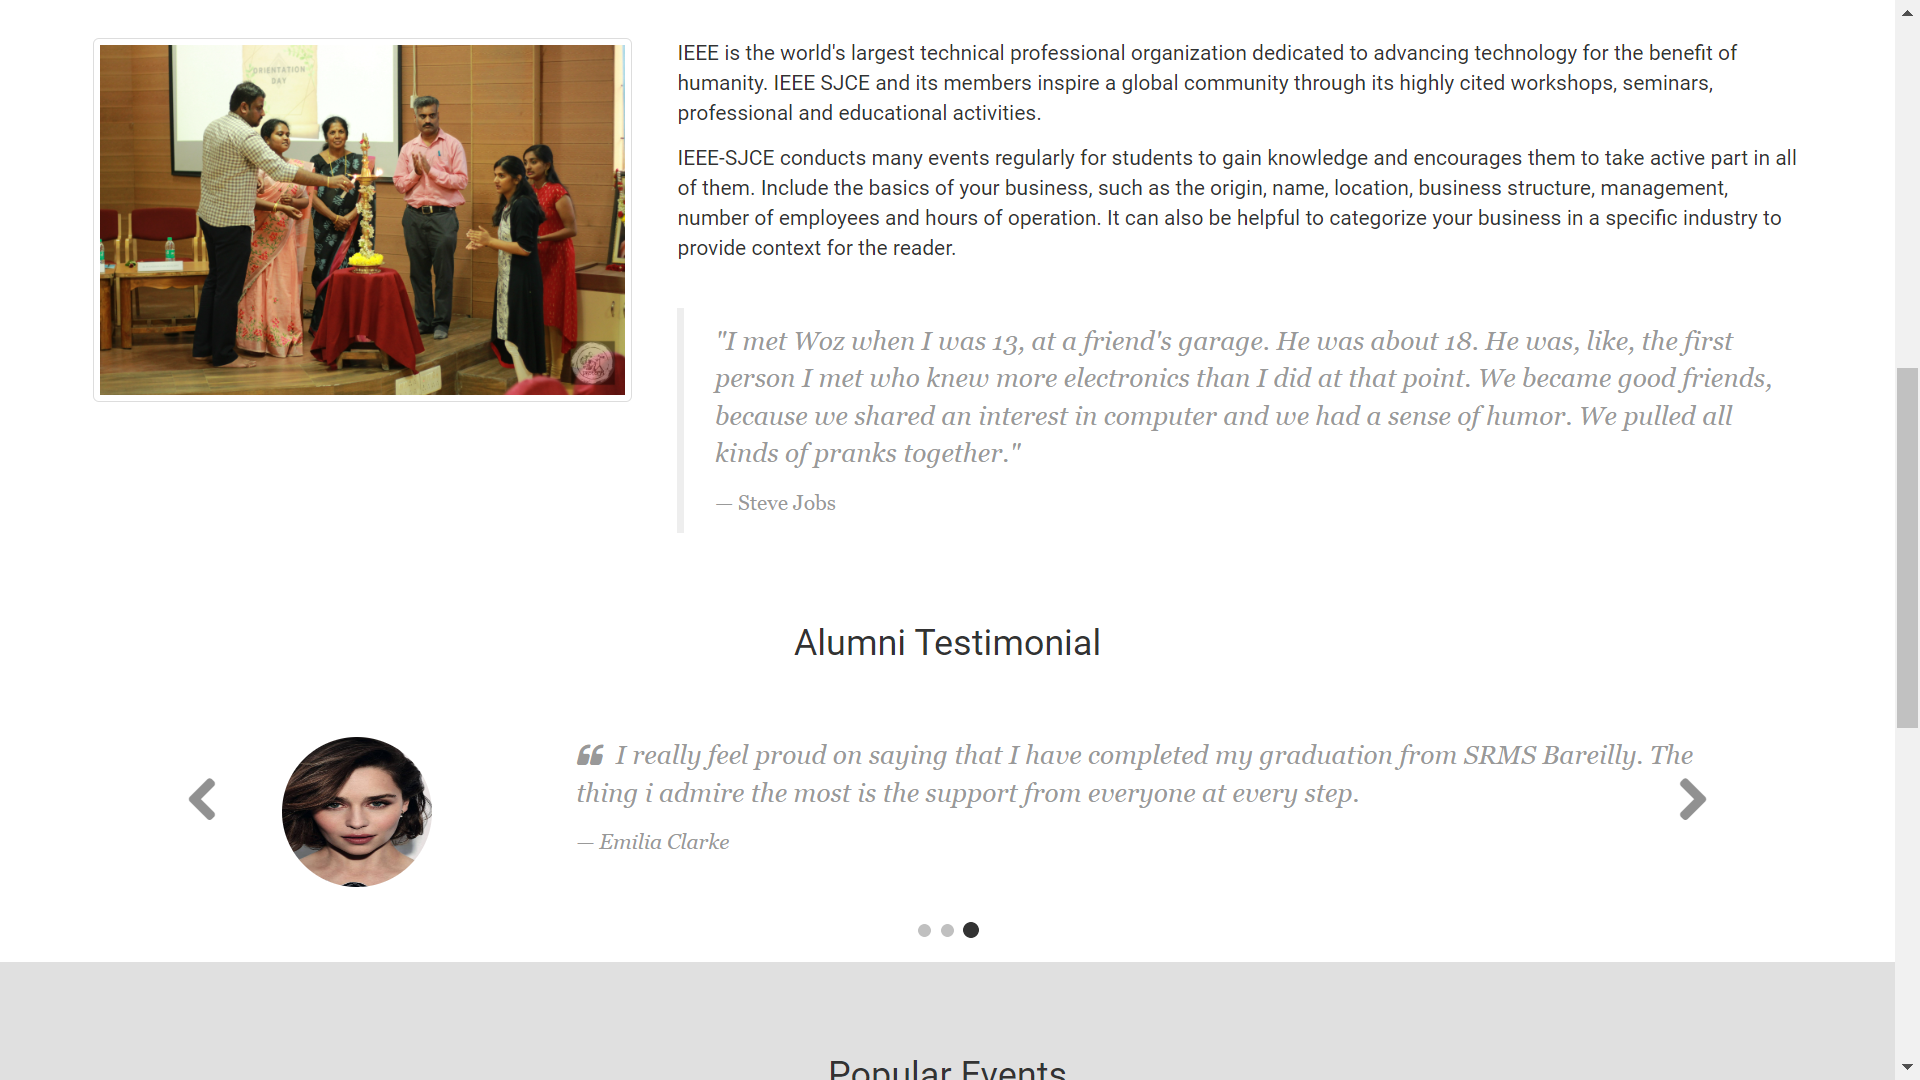 ORIENTATION
DAY
IEEE is the world's largest technical professional organization dedicated to advancing technology for the benefit of
humanity. IEEE SJCE and its members inspire a global community through its highly cited workshops, seminars,
professional and educational activities.
IEEE-SJCE conducts many events regularly for students to gain knowledge and encourages them to take active part in all
of them. Include the basics of your business, such as the origin, name, location, business structure, management,
number of employees and hours of operation. It can also be helpful to categorize your business in a specific industry to
provide context for the reader.
"I met Woz when I was 13, at a friend's garage. He was about 18. He was, like, the first
person I met who knew more electronics than I did at that point. We became good friends,
because we shared an interest in computer and we had a sense of humor. We pulled all
kinds of pranks together."
— Steve Jobs
Alumni Testimonial
❝ I really feel proud on saying that I have completed my graduation from SRMS Bareilly. The
thing i admire the most is the support from everyone at every step.
— Emilia Clarke
Popular Events